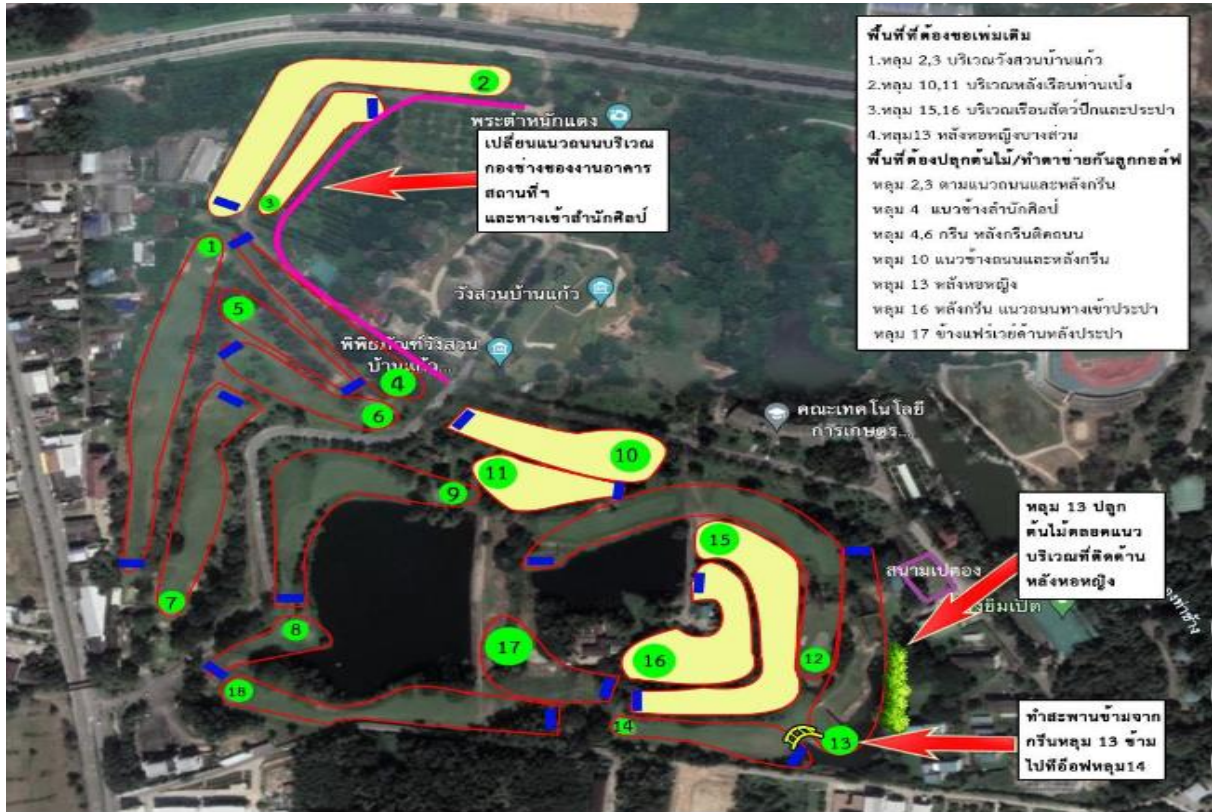 พื้นที่ที่ต้องขอเพิ่มเติม
1.หลุม 2,3 บริเวณวังสวนบ้านแก้ว
2.หลุม 10,11 บริเวณหลังเรือนท่านเป้ง
3.หลุม 15,16 บริเวณเรือนสัตว์ปีกและประปา
4.หลุม13 หลังหอหญิงบางส่วน
พื้นที่ต้องปลูกต้นไม้/ทำตาข่ายกันลูกกอล์ฟ
หลุม 2,3 ตามแนวถนนและหลังกรีน
หลุม 4 แนวข้างสำนักศิลป์
หลุม 4,6 กรีน หลังกรีนติดถนน
หลุม 10 แนวข้างถนนและหลังกรีน
หลุม 13 หลังหอหญิง
หลุม 16 หลังกรีน แนวถนนทางเข้าประปา
หลุม 17 ข้างแฟร์เวย์ด้านหลังประปา
2
พระตำหนักแดง
เปลี่ยนแนวถนนบริเวณ
กองช่างของงานอาคาร
สถานที่ฯ
และทางเข้าสำนักศิลป์
3
1
วังสวนบ้านแก้ว
5
พิพิธภัณฑ์วังสวน
บ้านแก้ว...
4
6
คณะเทคโนโลยี
การเกษตร...
10
11
9
หลุม 13 ปลูก
ต้นไม้ตลอดแนว
บริเวณที่ติดด้าน
หลังหอหญิง
15
สนามเปตอง
7
8
17
16
12
18
14
13
ทำสะพานข้ามจาก
กรีนหลุม 13 ข้าม
ไปทีอ๊อฟหลุม14